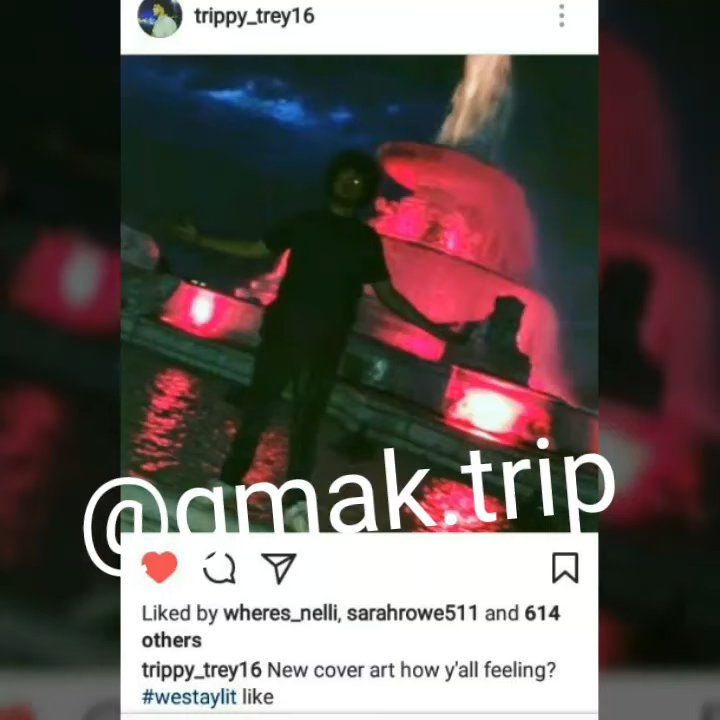 trippy_trey16
@gmak.trip
Liked by wheres_nelli, sarahrowe511 and 614
others
trippy_trey16 New cover art how y'all feeling?
#westaylit like